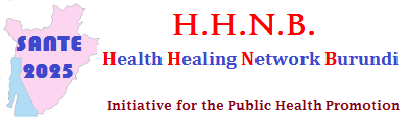 SANTE
2025
H.H.N.B.
Health Healing Network Burundi
Initiative for the Public Health Promotion